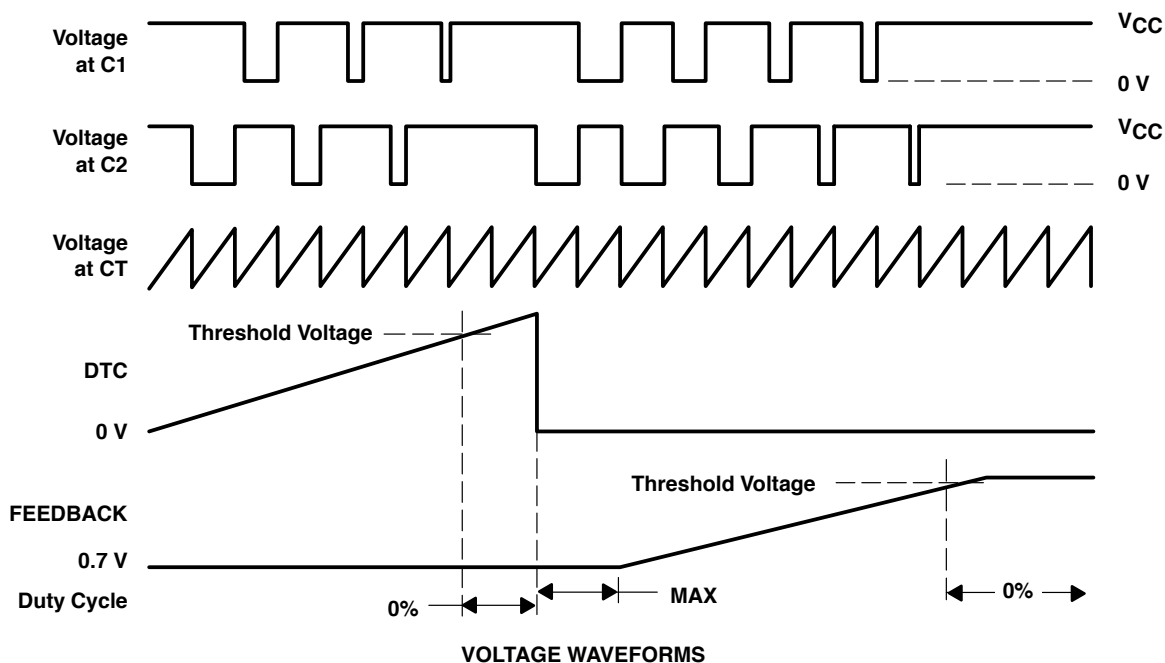 Voltage
at C1
VCC
0 V
Voltage
at C2
VCC
0 V
Voltage
at CT
Threshold Voltage
DTC
0 V
Threshold Voltage
FEEDBACK
0.7 V
Duty Cycle
0%
MAX
0%
VOLTAGE WAVEFORMS